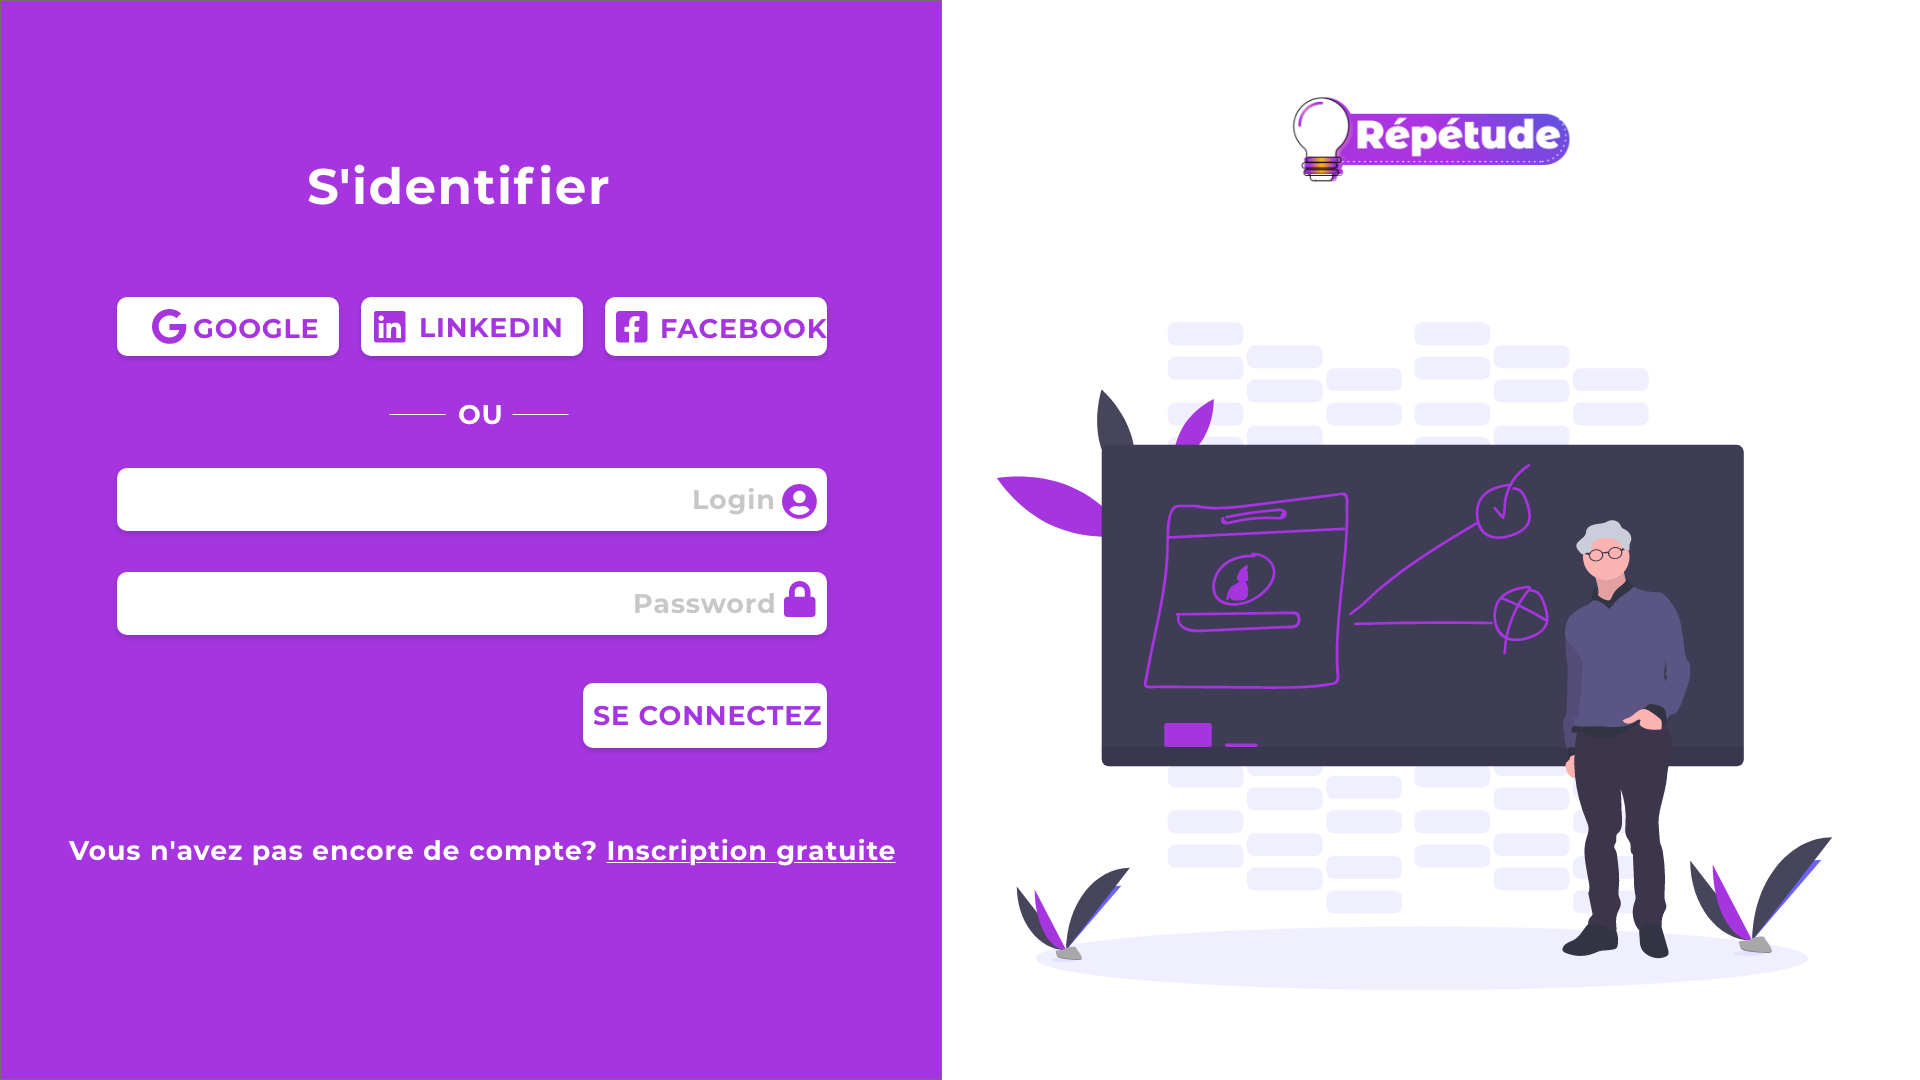 S'identifier
GOOGLE LINKEDIN FACEBOOK
OU
Login
Password
SE CONNECTEZ
Vous n'avez pas encore de compte? Inscription gratuite
Répétude